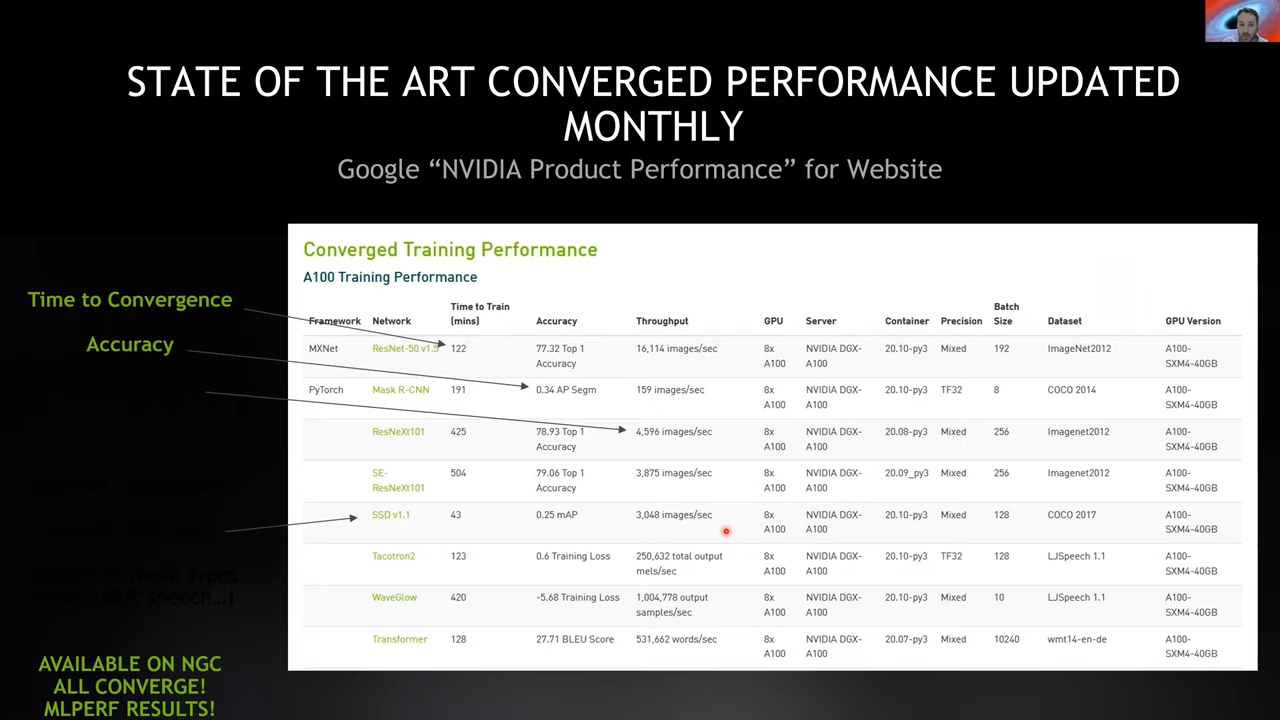 STATE OF THE ART CONVERGED PERFORMANCE UPDATED
MONTHLY
Google “NVIDIA Product Performance” for Website
Time to Convergence
Accuracy
Types
speech...)
AVAILABLE ON NGC
ALL CONVERGE!
MLPERF RESULTS!
Converged Training Performance
A100 Training Performance
Framework Network Time to Train (mins) Accuracy Throughput GPU Server Container Precision Batch Size Dataset GPU Version
MXNet ResNet-50 v1.5 122 77.32 Top 1 Accuracy 16,114 images/sec 8x A100 NVIDIA DGX-A100 20.10-py3 Mixed 192 ImageNet2012 A100-SXM4-40GB
PyTorch Mask R-CNN 191 0.34 AP Segm 159 images/sec 8x A100 NVIDIA DGX-A100 20.10-py3 TF32 8 COCO 2014 A100-SXM4-40GB
ResNeXt101 425 78.93 Top 1 Accuracy 4,596 images/sec 8x A100 NVIDIA DGX-A100 20.08-py3 Mixed 256 Imagenet2012 A100-SXM4-40GB
SE-ResNeXt101 504 79.06 Top 1 Accuracy 3,875 images/sec 8x A100 NVIDIA DGX-A100 20.09_py3 Mixed 256 Imagenet2012 A100-SXM4-40GB
SSD v1.1 43 0.25 mAP 3,048 images/sec 8x A100 NVIDIA DGX-A100 20.10-py3 Mixed 128 COCO 2017 A100-SXM4-40GB
Tacotron2 123 0.6 Training Loss 250,632 total output mels/sec 8x A100 NVIDIA DGX-A100 20.10-py3 TF32 128 LJSpeech 1.1 A100-SXM4-40GB
WaveGlow 420 -5.68 Training Loss 1,004,778 output samples/sec 8x A100 NVIDIA DGX-A100 20.10-py3 Mixed 10 LJSpeech 1.1 A100-SXM4-40GB
Transformer 128 27.71 BLEU Score 531,662 words/sec 8x A100 NVIDIA DGX-A100 20.07-py3 Mixed 10240 wmt14-en-de A100-SXM4-40GB